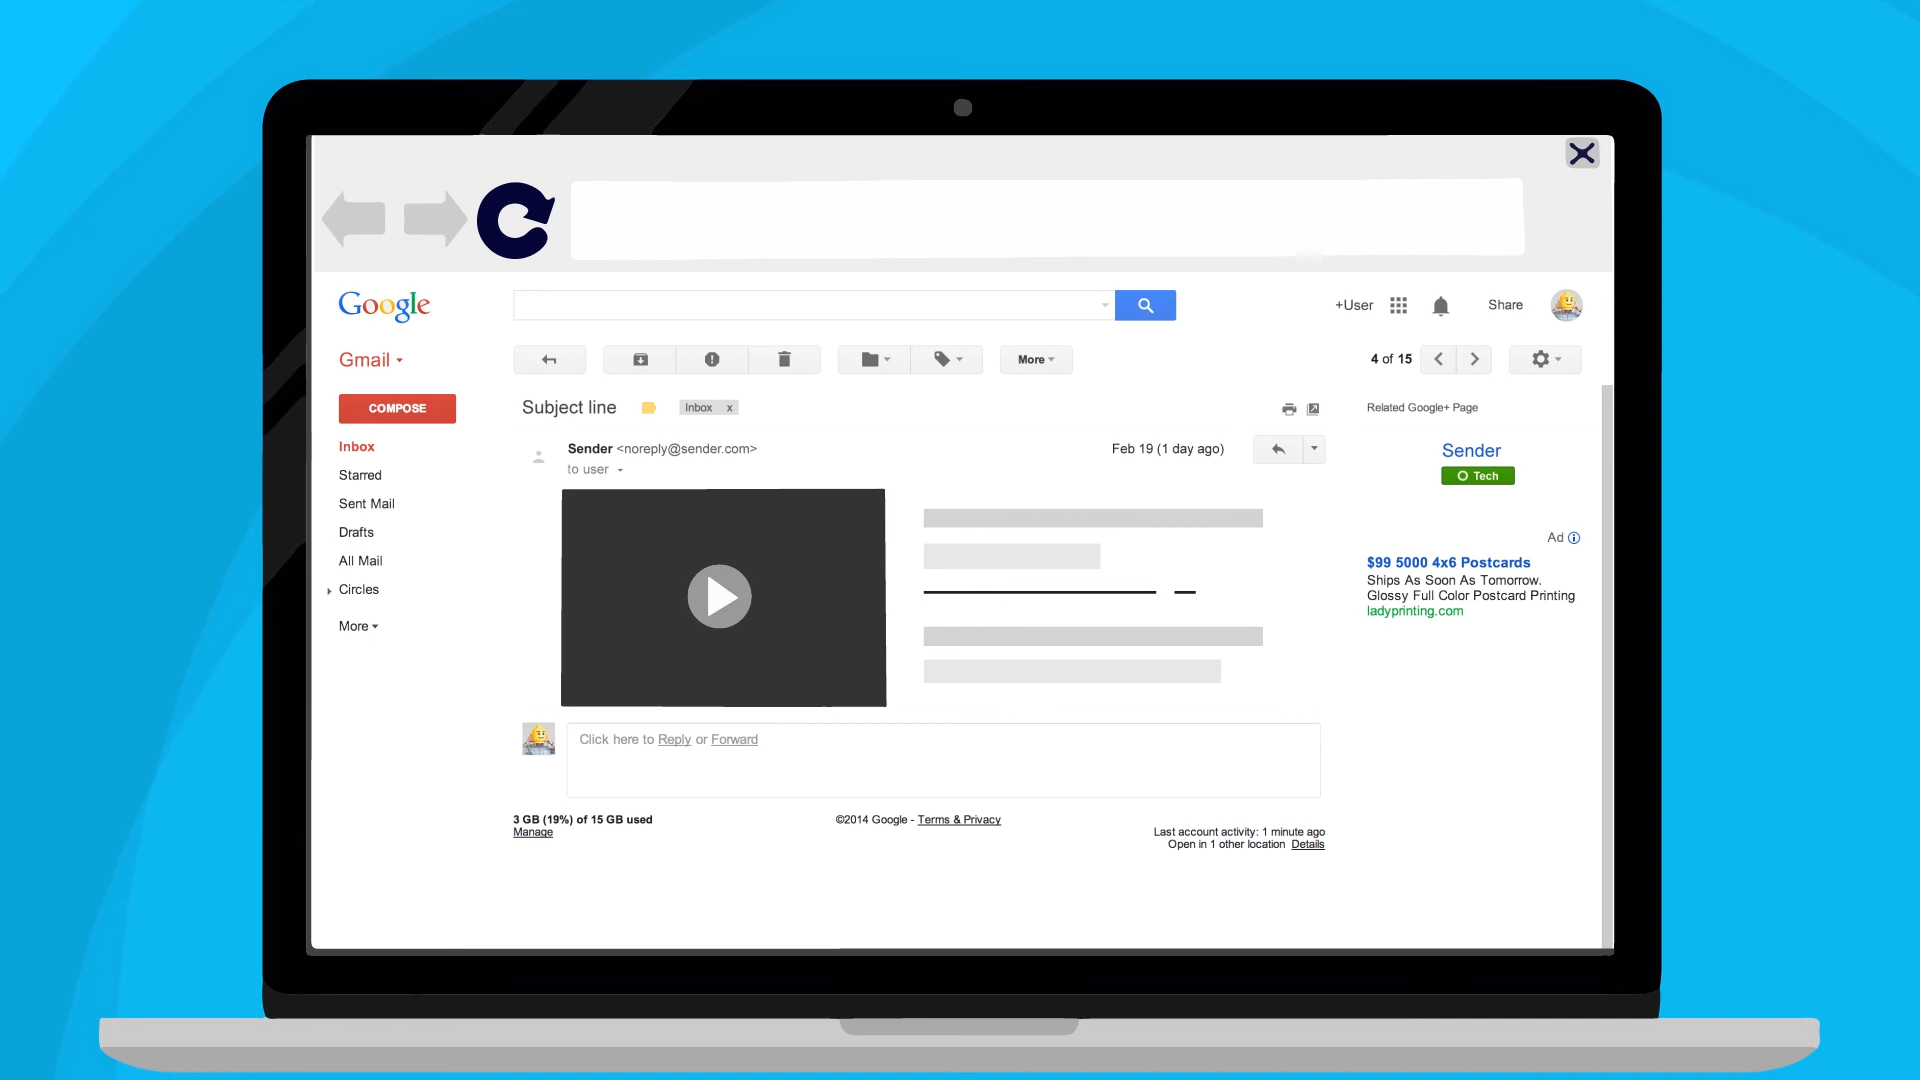 Google
+User
Share
Gmail
More
4 of 15
COMPOSE
Subject line
Inbox x
Related Google+ Page
Inbox
Starred
Sent Mail
Drafts
All Mail
Circles
More
Sender <noreply@sender.com>
Feb 19 (1 day ago)
to user
Sender
Tech
Ad
$99 5000 4x6 Postcards
Ships As Soon As Tomorrow.
Glossy Full Color Postcard Printing
ladyprinting.com
Click here to Reply or Forward
3 GB (19%) of 15 GB used
Manage
©2014 Google - Terms & Privacy
Last account activity: 1 minute ago
Open in 1 other location Details